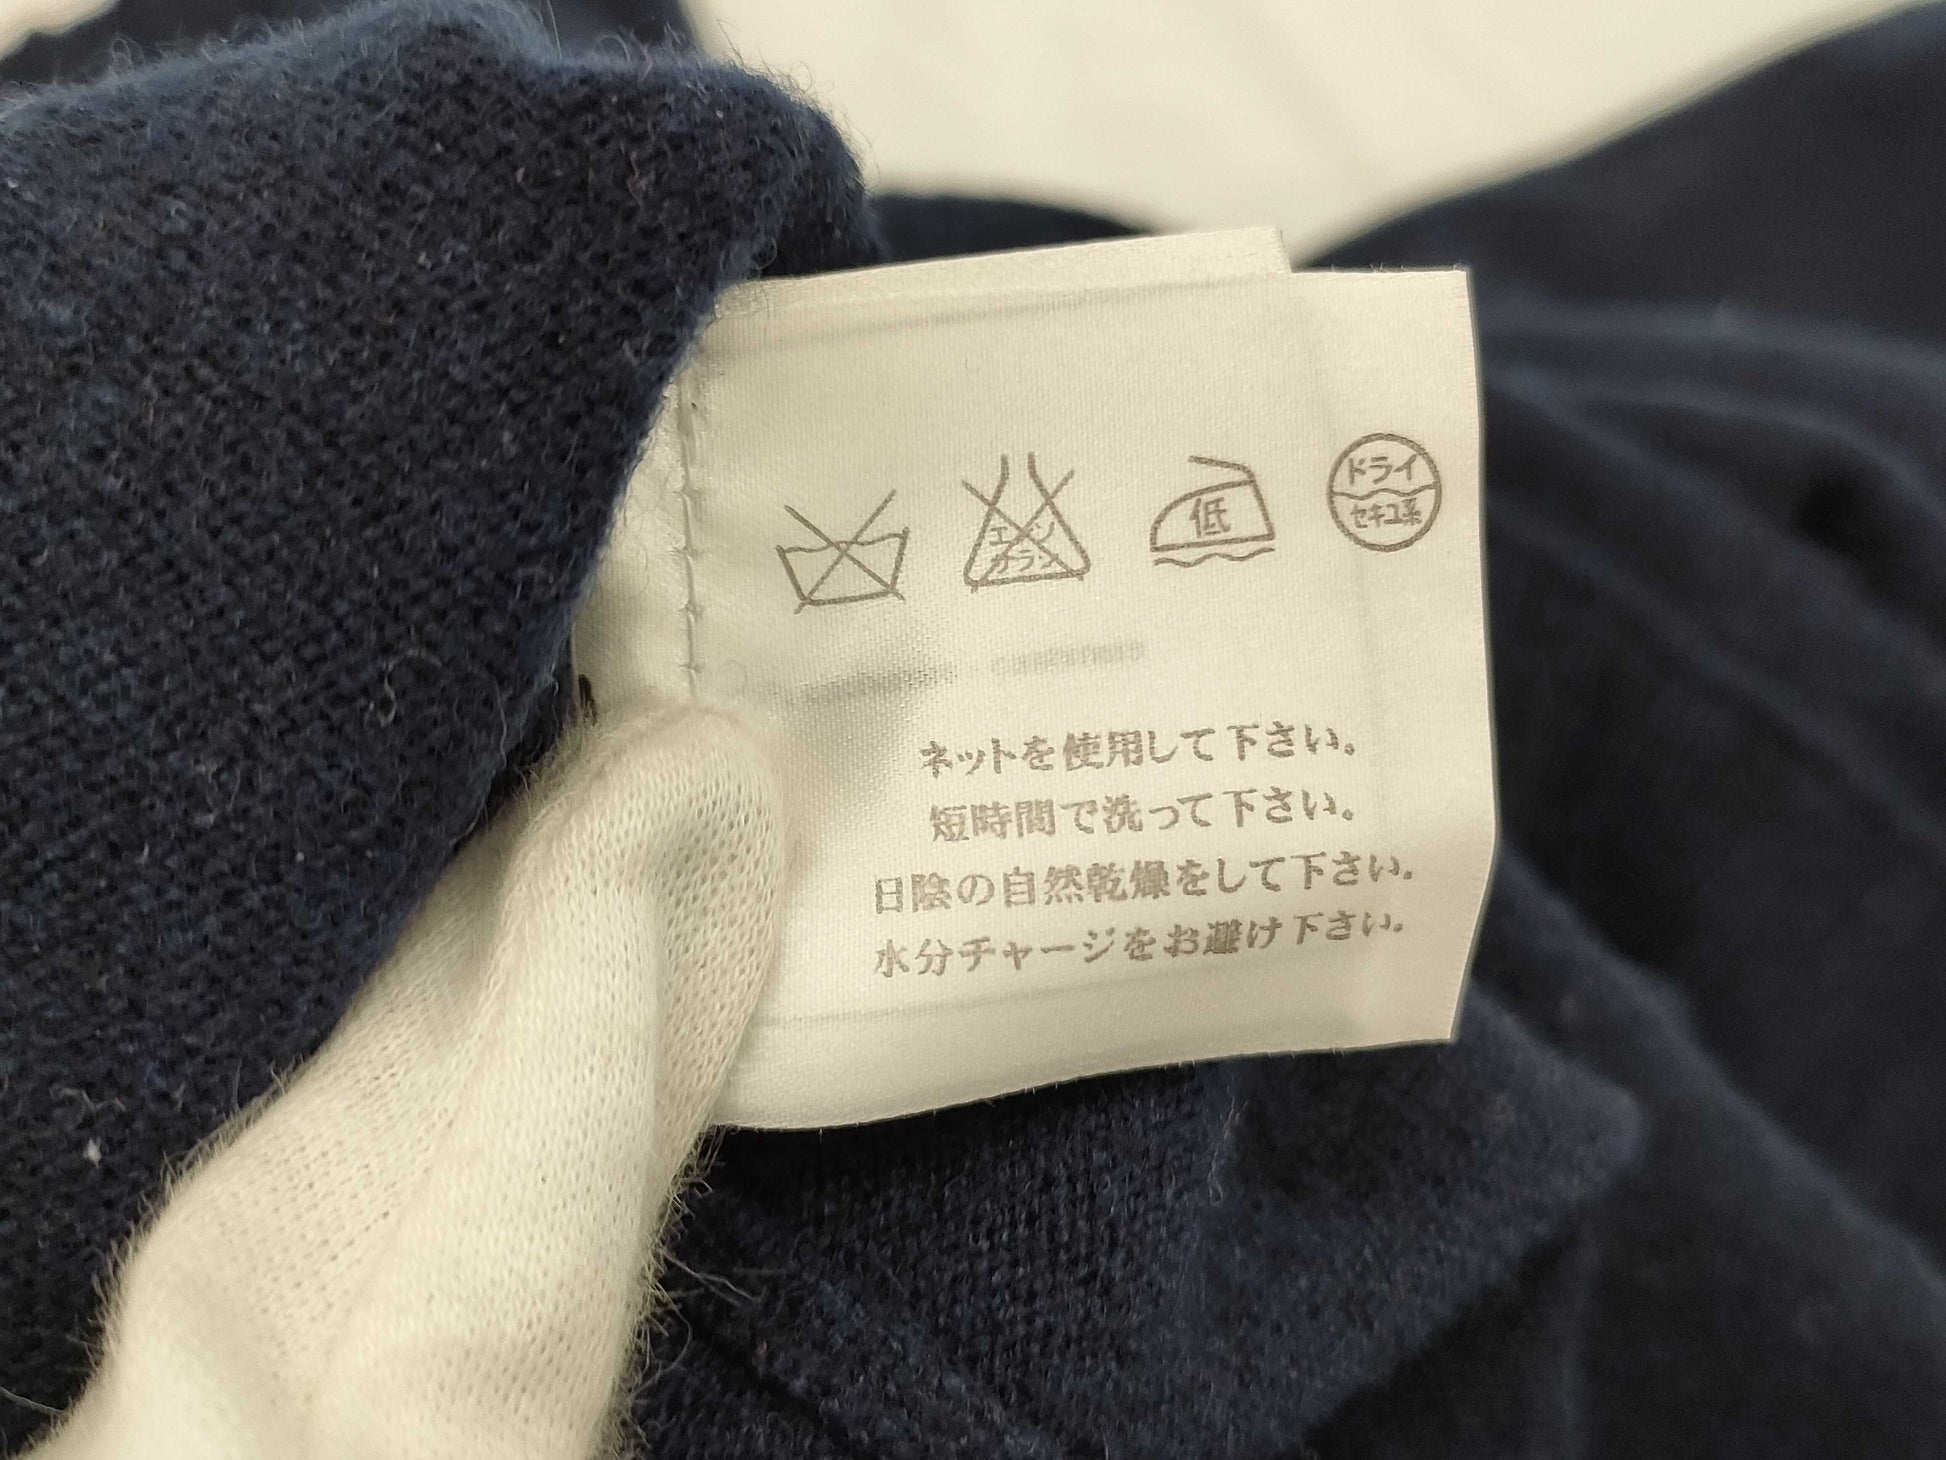 エンソ
カラン
低
ドライ
セキユ系
ネットを使用して下さい。
短時間で洗って下さい。
日陰の自然乾燥をして下さい。
水分チャージをお避け下さい。